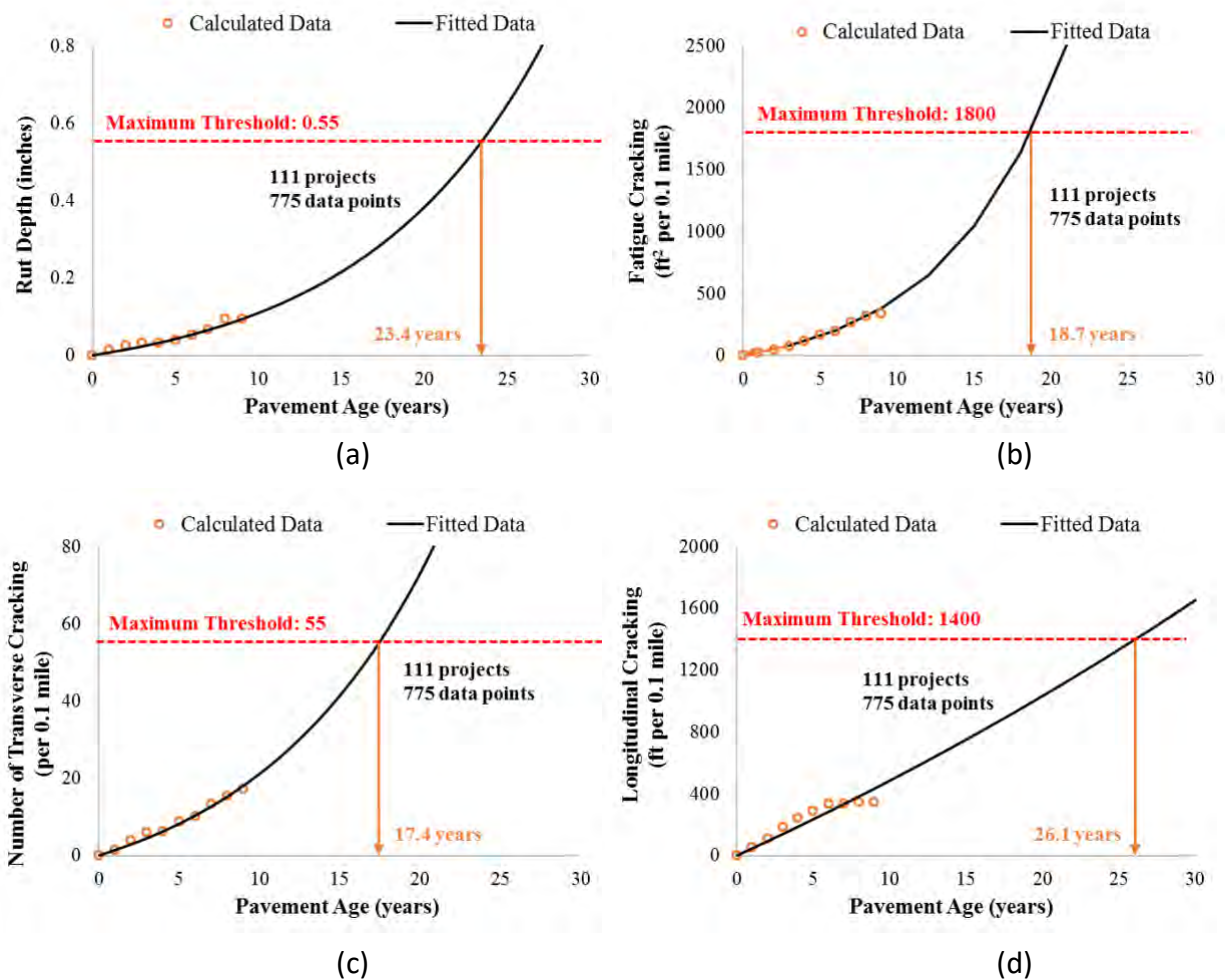 Calculated Data Fitted Data
0.8
0.6
0.4
0.2
0
Rut Depth (inches)
Maximum Threshold: 0.55
111 projects
775 data points
23.4 years
0 5 10 15 20 25 30
Pavement Age (years)
(a)
Calculated Data Fitted Data
2500
2000
1500
1000
500
0
Fatigue Cracking
(ft² per 0.1 mile)
Maximum Threshold: 1800
111 projects
775 data points
18.7 years
0 5 10 15 20 25 30
Pavement Age (years)
(b)
Calculated Data Fitted Data
80
60
40
20
0
Number of Transverse Cracking
(per 0.1 mile)
Maximum Threshold: 55
111 projects
775 data points
17.4 years
0 5 10 15 20 25 30
Pavement Age (years)
(c)
Calculated Data Fitted Data
2000
1600
1200
800
400
0
Longitudinal Cracking
(ft per 0.1 mile)
Maximum Threshold: 1400
111 projects
775 data points
26.1 years
0 5 10 15 20 25 30
Pavement Age (years)
(d)